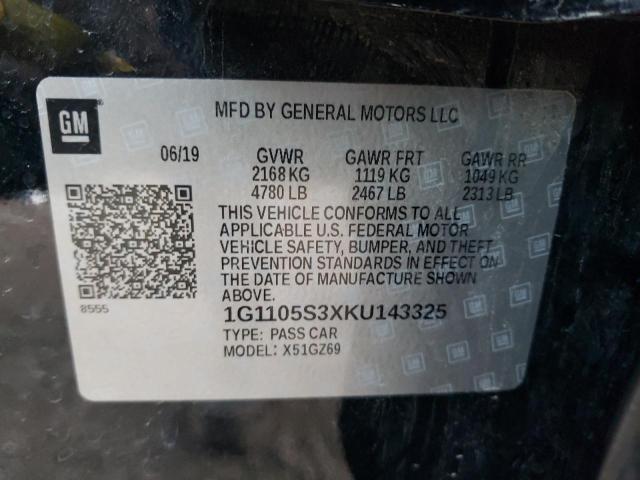 GM
MFD BY GENERAL MOTORS LLC
06/19 GVWR GAWR FRT GAWR RR
2168 KG 1119 KG 1049 KG
4780 LB 2467 LB 2313 LB
THIS VEHICLE CONFORMS TO ALL
APPLICABLE U.S. FEDERAL MOTOR
VEHICLE SAFETY, BUMPER, AND THEFT
PREVENTION STANDARDS IN EFFECT ON
THE DATE OF MANUFACTURE SHOWN
ABOVE.
8555
1G1105S3XKU143325
TYPE: PASS CAR
MODEL: X51GZ69